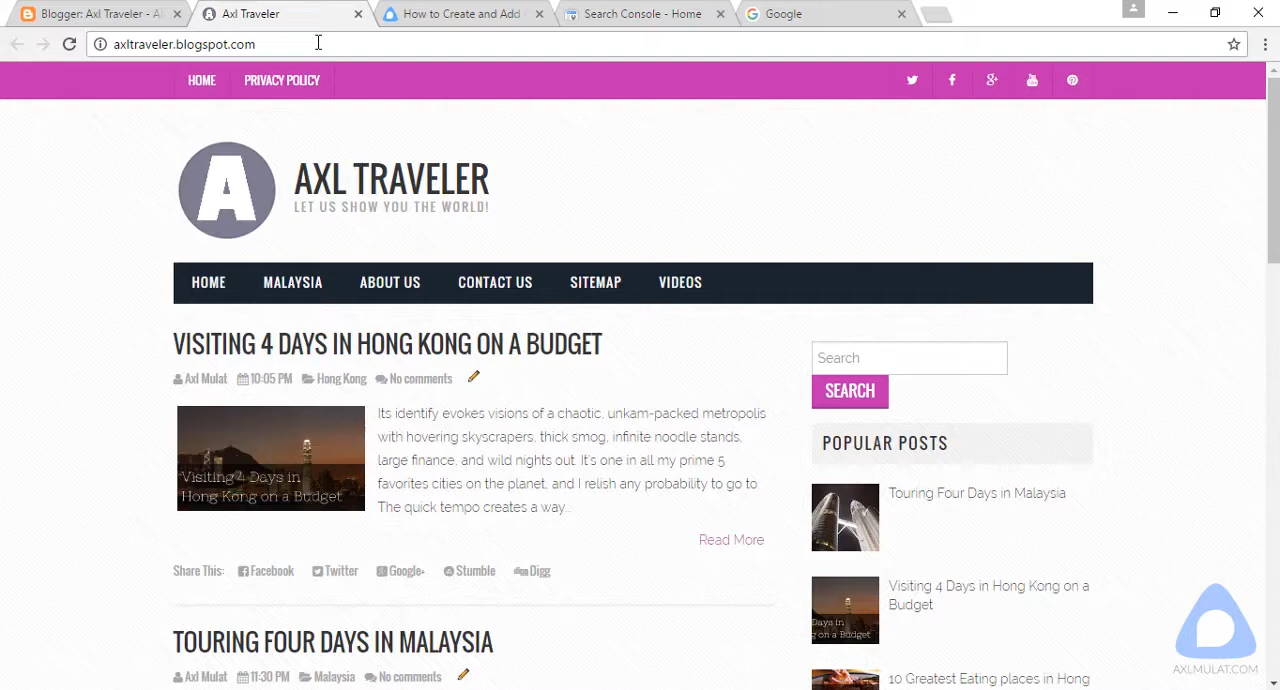 Blogger: Axl Traveler - Al
Axl Traveler
How to Create and Add
Search Console - Home
Google
axltraveler.blogspot.com
HOME
PRIVACY POLICY
A
AXL TRAVELER
LET US SHOW YOU THE WORLD!
HOME
MALAYSIA
ABOUT US
CONTACT US
SITEMAP
VIDEOS
VISITING 4 DAYS IN HONG KONG ON A BUDGET
Axl Mulat 10:05 PM Hong Kong No comments
Visiting 4 Days in
Hong Kong on a Budget
Its identify evokes visions of a chaotic, unkam-packed metropolis
with hovering skyscrapers, thick smog, infinite noodle stands,
large finance, and wild nights out. It's one in all my prime 5
favorites cities on the planet, and I relish any probability to go to.
The quick tempo creates a way...
Read More
Share This: Facebook Twitter Google+ Stumble Digg
TOURING FOUR DAYS IN MALAYSIA
Axl Mulat 11:30 PM Malaysia No comments
Search
SEARCH
POPULAR POSTS
Touring Four Days in Malaysia
Days in
g on a Budget
Visiting 4 Days in Hong Kong on a
Budget
10 Greatest Eating places in Hong
AXLMULAT.COM